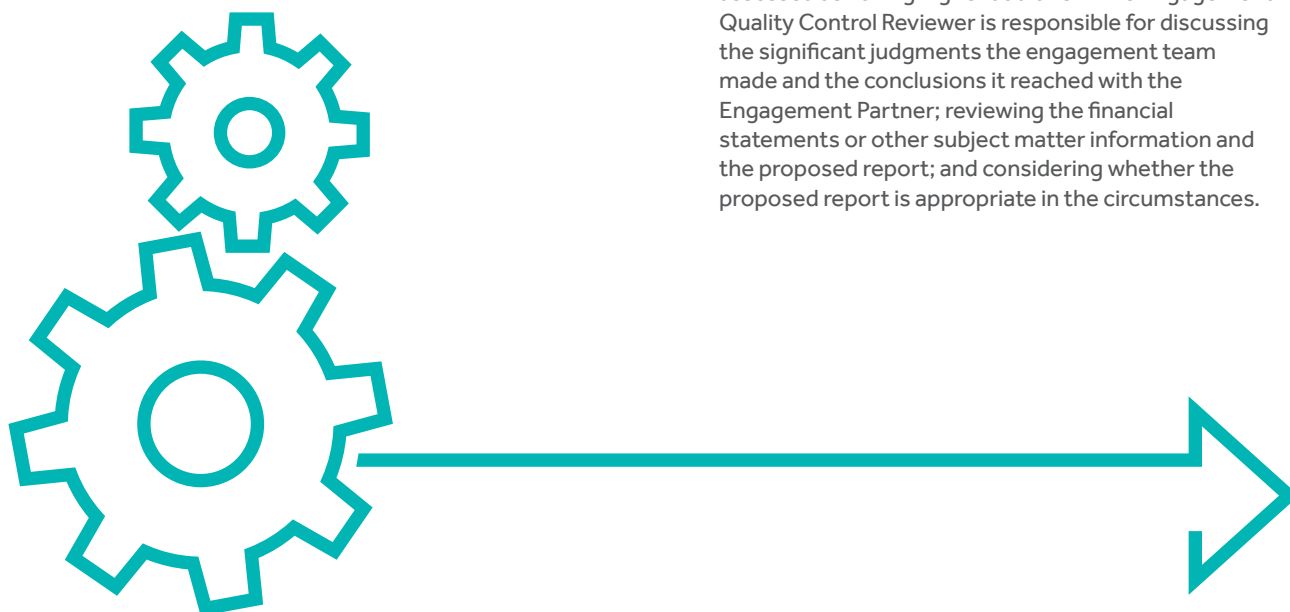 Quality Control Reviewer is responsible for discussing
the significant judgments the engagement team
made and the conclusions it reached with the
Engagement Partner; reviewing the financial
statements or other subject matter information and
the proposed report; and considering whether the
proposed report is appropriate in the circumstances.